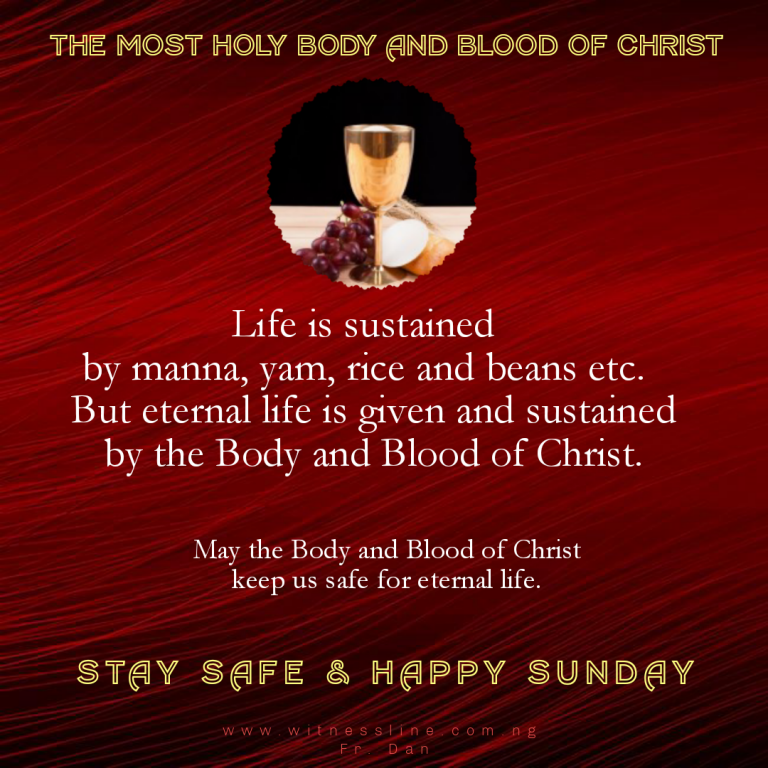 THE MOST HOLY BODY AND BLOOD OF CHRIST
Life is sustained
by manna, yam, rice and beans etc.
But eternal life is given and sustained
by the Body and Blood of Christ.
May the Body and Blood of Christ
keep us safe for eternal life.
STAY SAFE & HAPPY SUNDAY
www.witnessline.com.ng
Fr. Dan